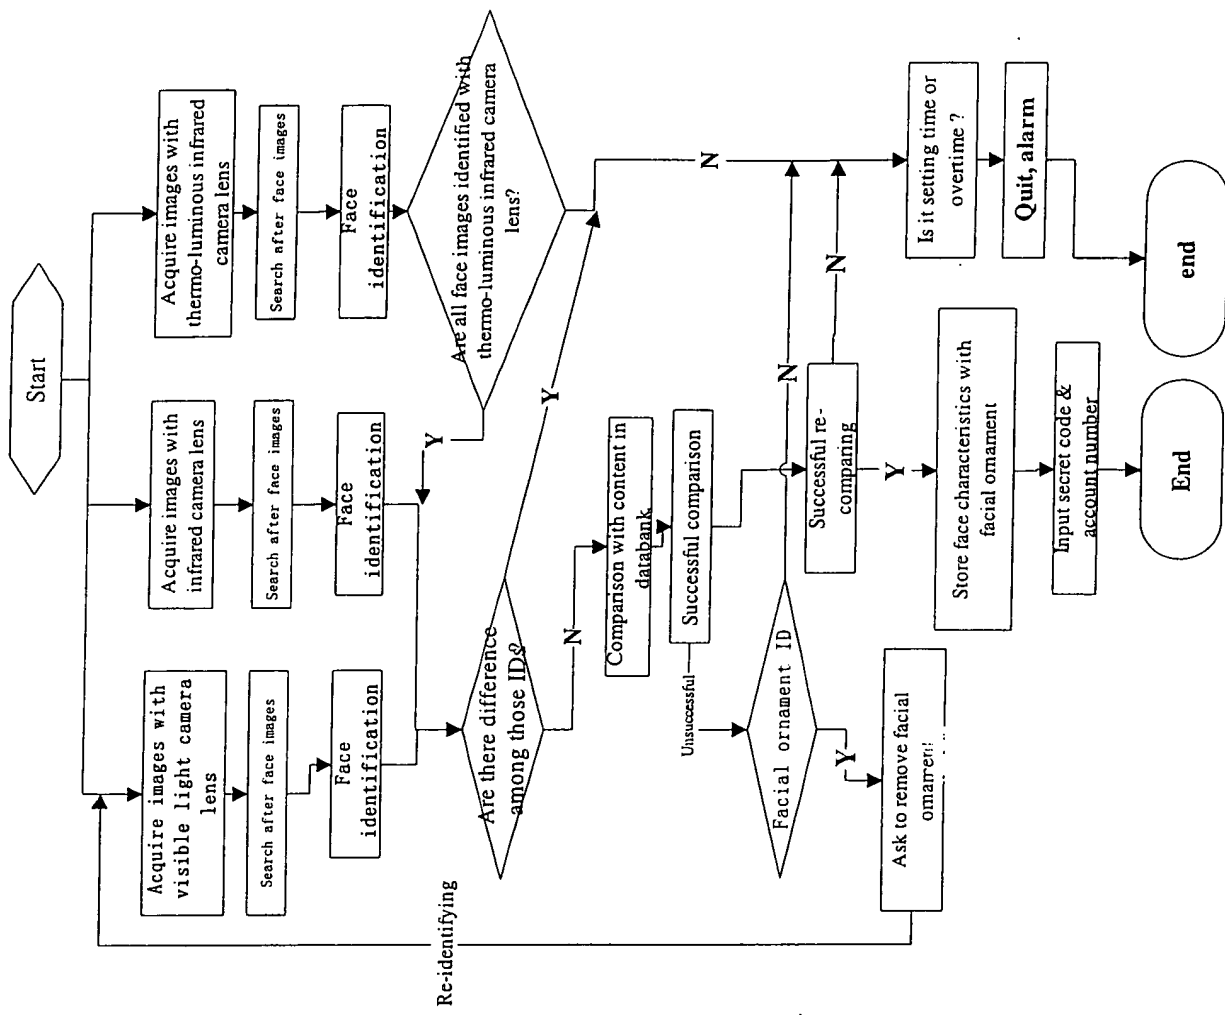 Start
Acquire images with
visible light camera
lens
Search after face images
Face
identification
Acquire images with
infrared camera lens
Search after face images
Face
identification
Acquire images with
thermo-luminous infrared
camera lens
Search after face images
Face
identification
Are all face images identified with
thermo-luminous infrared camera
lens?
Y
N
Are there difference
among those IDs?
Y
N
Comparison with content in
databank
Successful comparison
Unsuccessful
Facial ornament ID
N
Y
Ask to remove facial
ornament!
Re-identifying
Successful re-
comparing
N
Y
Store face characteristics with
facial ornament
Input secret code &
account number
End
Is it setting time or
overtime ?
Quit, alarm
end